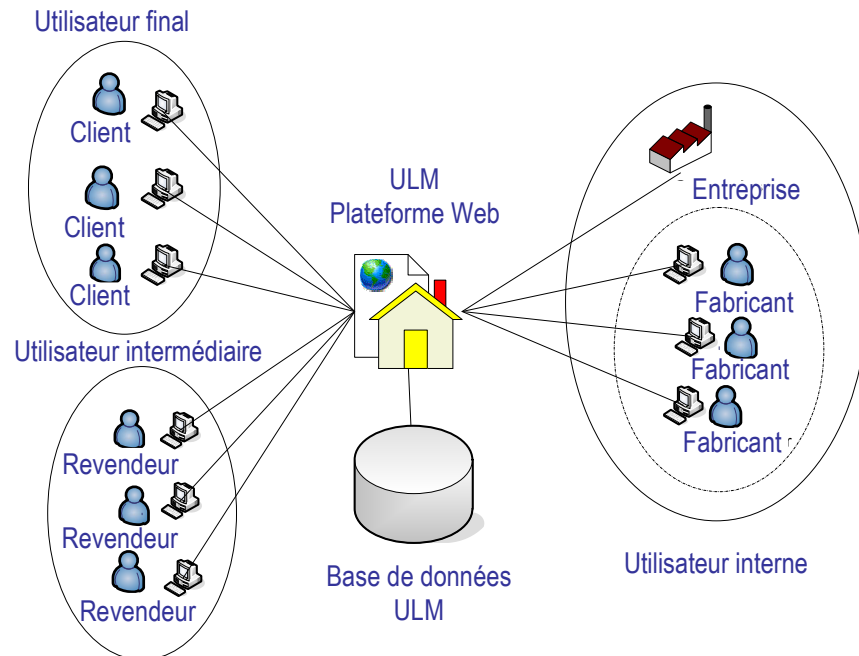 Utilisateur final
Client
Client
Client
Utilisateur intermédiaire
Revendeur
Revendeur
Revendeur
ULM
Plateforme Web
Base de données
ULM
Entreprise
Fabricant
Fabricant
Fabricant
Utilisateur interne